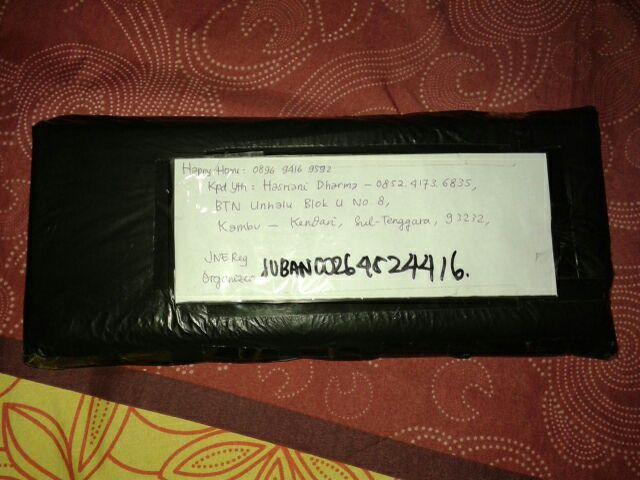 Happy Home : 0896 9416 9592
Kpd Yth : Hasniani Dharma - 0852.4173.6835,
BTN Unhalu Blok U No. 8,
Kambu - Kendari, Sul-Tenggara, 93232,
JNE Reg
Organizer JUBAN00264824416.